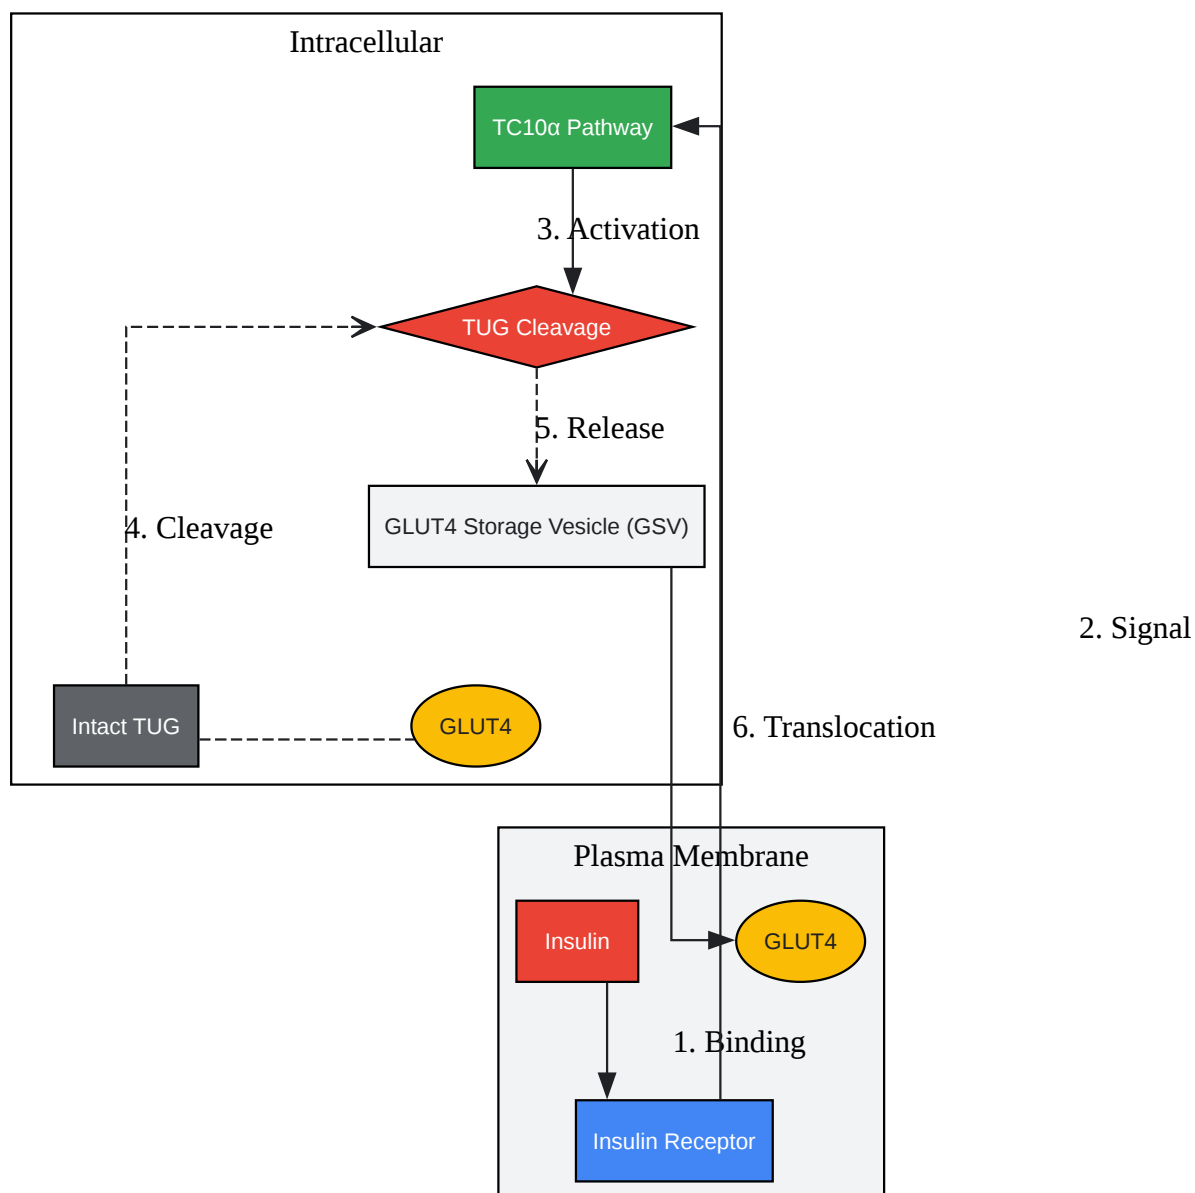 Intracellular
TC10α Pathway
3. Activation
TUG Cleavage
5. Release
GLUT4 Storage Vesicle (GSV)
4. Cleavage
2. Signal
Intact TUG
GLUT4
6. Translocation
Plasma Membrane
Insulin
GLUT4
1. Binding
Insulin Receptor